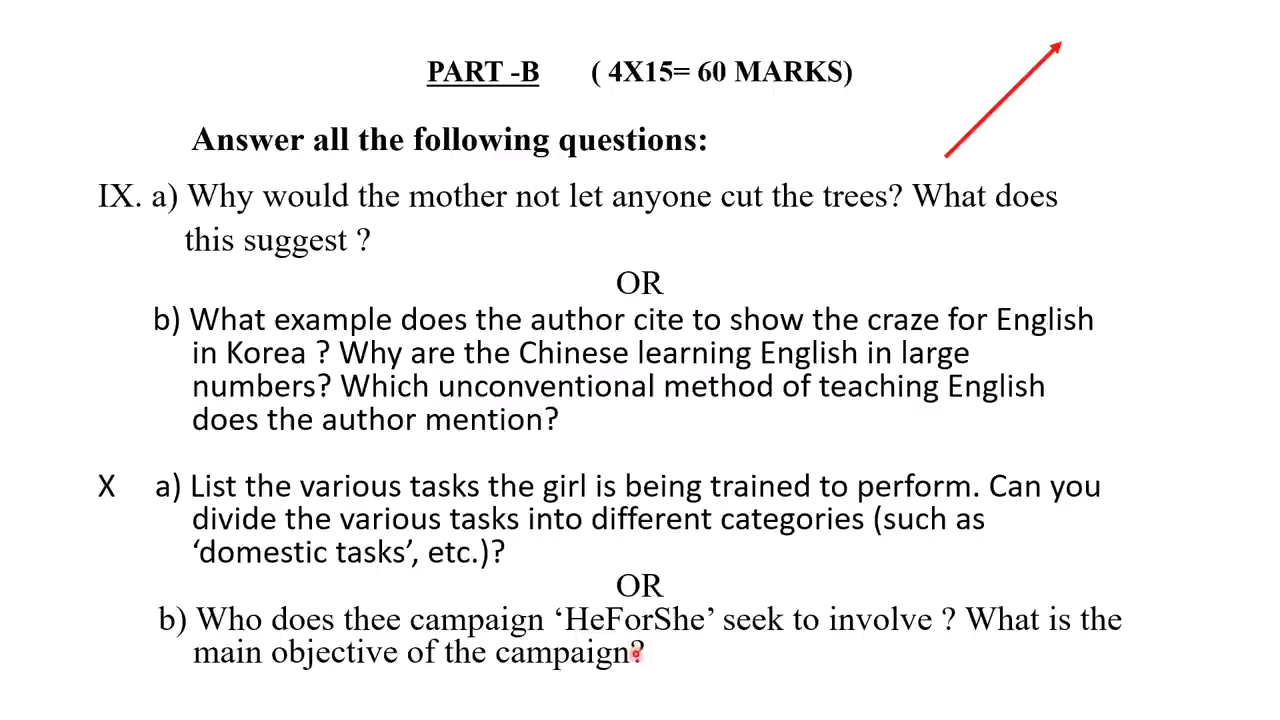 PART -B ( 4X15= 60 MARKS)
Answer all the following questions:
IX. a) Why would the mother not let anyone cut the trees? What does
this suggest ?
OR
b) What example does the author cite to show the craze for English
in Korea ? Why are the Chinese learning English in large
numbers? Which unconventional method of teaching English
does the author mention?
X a) List the various tasks the girl is being trained to perform. Can you
divide the various tasks into different categories (such as
‘domestic tasks’, etc.)?
OR
b) Who does thee campaign ‘HeForShe’ seek to involve ? What is the
main objective of the campaign?